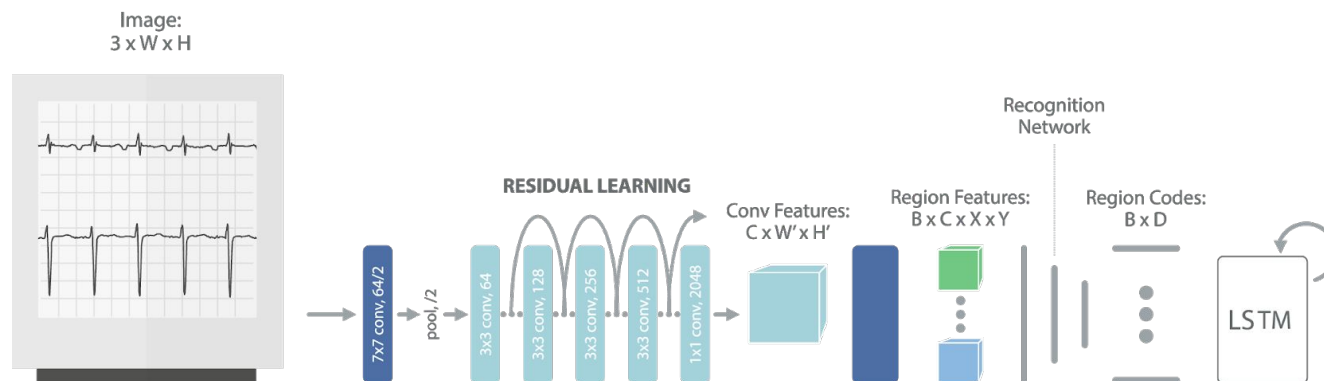 Image:
3 x W x H
7x7 conv, 64/2
pool, /2
RESIDUAL LEARNING
3x3 conv, 64
3x3 conv, 128
3x3 conv, 256
3x3 conv, 512
1x1 conv, 2048
Conv Features:
C x W' x H'
Region Features:
B x C x X x Y
Recognition
Network
Region Codes:
B x D
LSTM